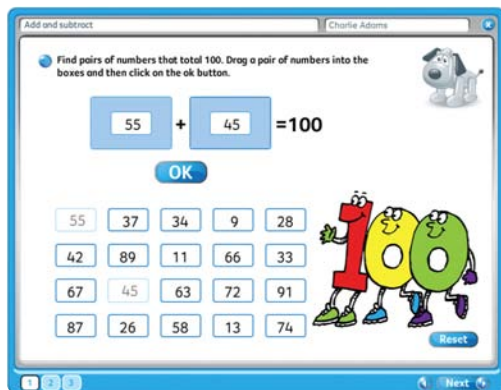 Add and subtract
Charlie Adams
Find pairs of numbers that total 100. Drag a pair of numbers into the
boxes and then click on the ok button.
55 + 45 =100
OK
55 37 34 9 28
42 89 11 66 33
67 45 63 72 91
87 26 58 13 74
100
Reset
1 2 3
Next